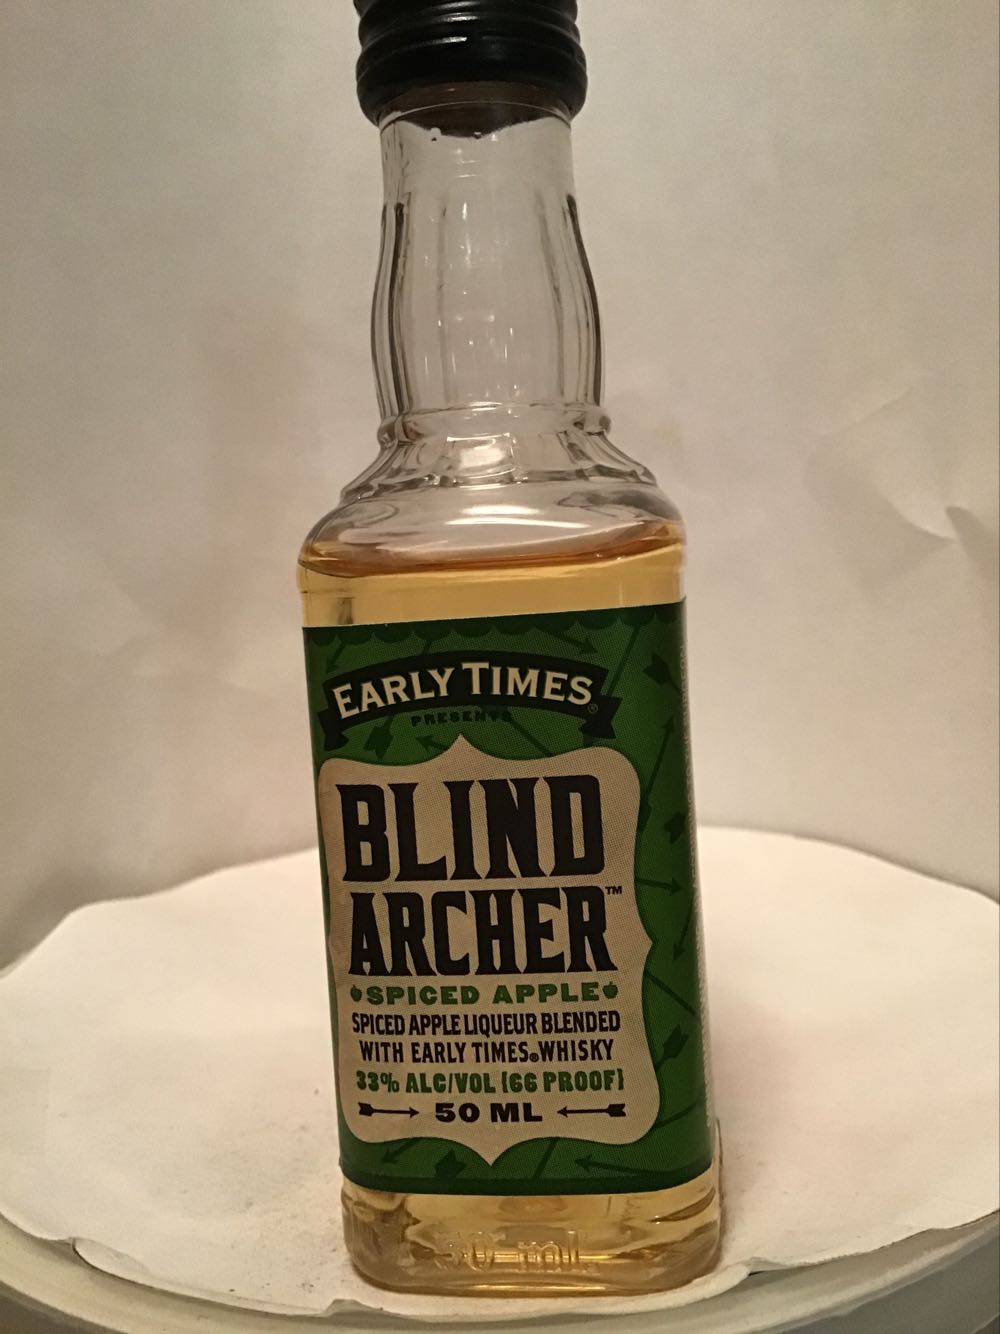 EARLY TIMES®
PRESENTS
BLIND
ARCHER™
SPICED APPLE
SPICED APPLE LIQUEUR BLENDED
WITH EARLY TIMES® WHISKY
33% ALC/VOL (66 PROOF)
50 ML
50 ml